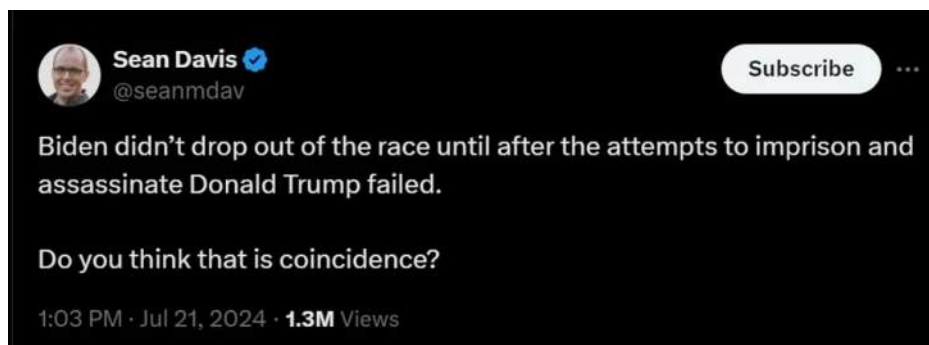 Sean Davis
Subscribe
@seanmdav
Biden didn’t drop out of the race until after the attempts to imprison and
assassinate Donald Trump failed.
Do you think that is coincidence?
1:03 PM · Jul 21, 2024 · 1.3M Views